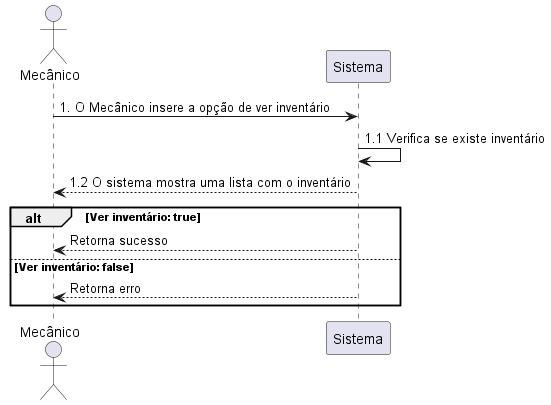 Mecânico
Sistema
1. O Mecânico insere a opção de ver inventário
1.1 Verifica se existe inventário
1.2 O sistema mostra uma lista com o inventário
alt [Ver inventário: true]
Retorna sucesso
[Ver inventário: false]
Retorna erro
Mecânico
Sistema